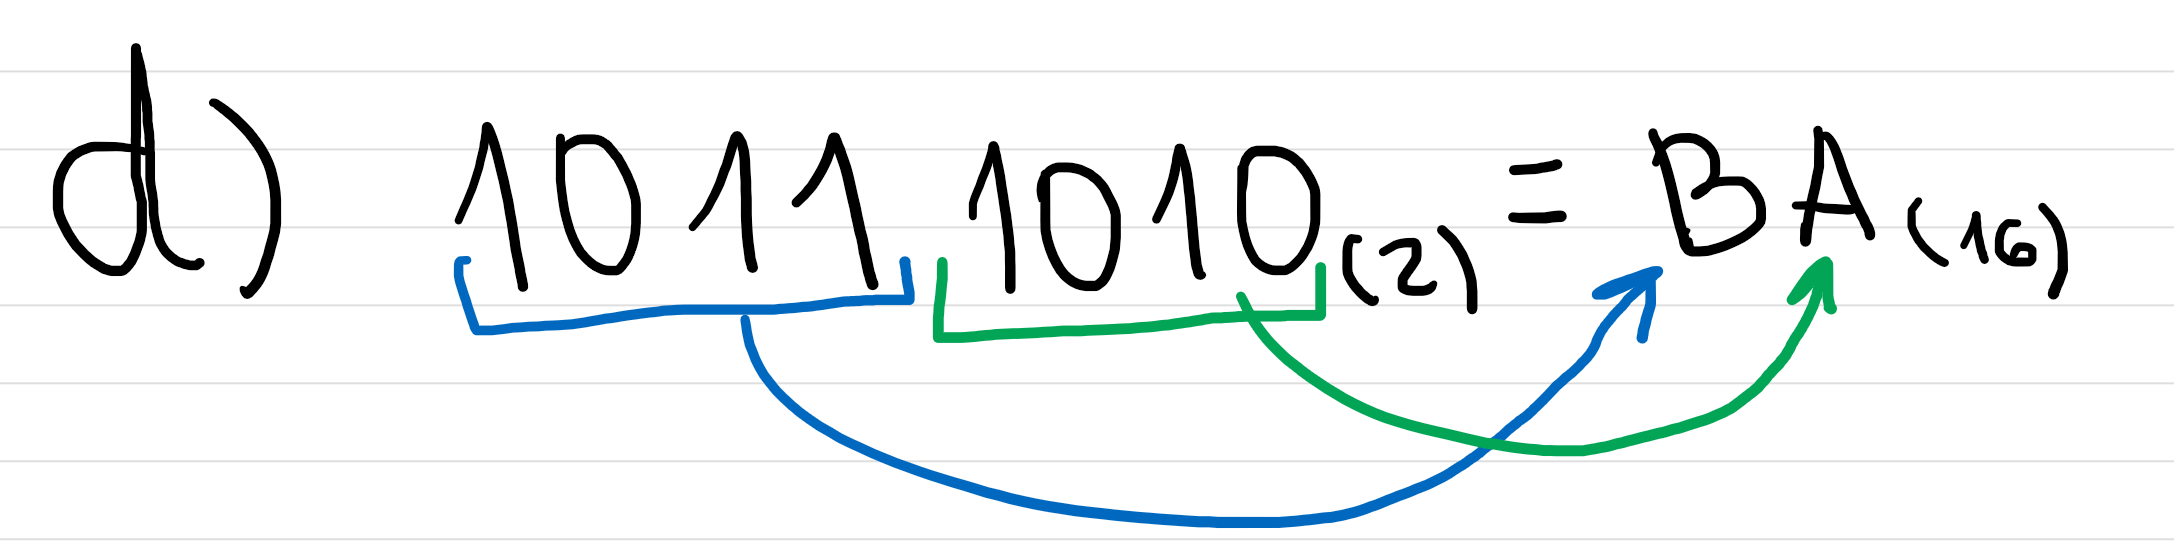 d) 1011 1010(2) = BA(16)